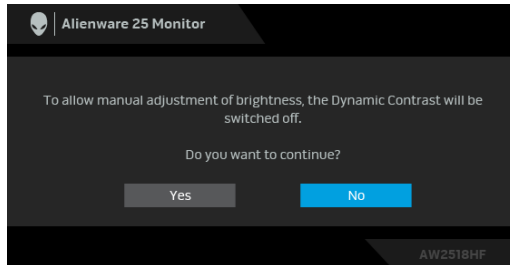 Alienware 25 Monitor
To allow manual adjustment of brightness, the Dynamic Contrast will be
switched off.
Do you want to continue?
Yes
No
AW2518HF